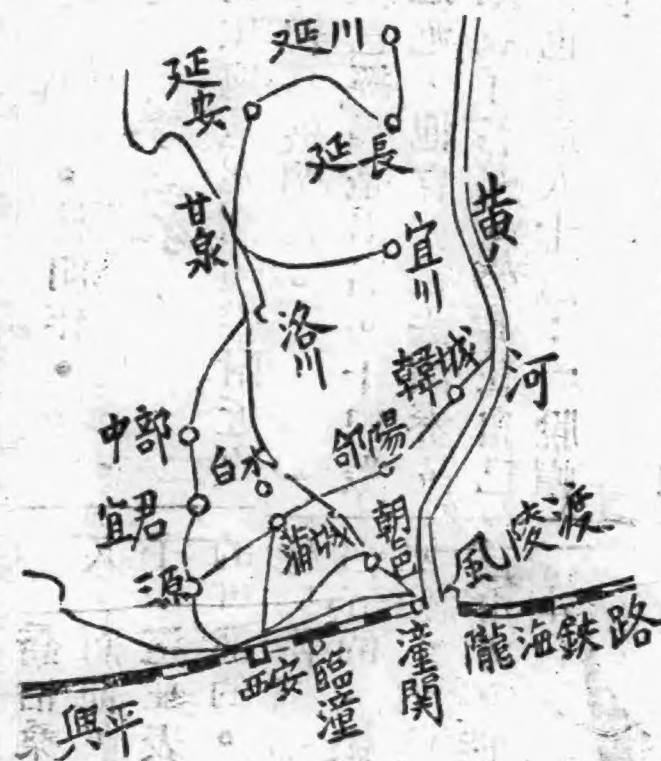 延川
延安
延長
甘泉
宜川
黄河
洛川
韓城
中部
白水
郃陽
宜君
蒲城
朝邑
風陵渡
三原
隴海鉄路
西安
臨潼
潼関
興平